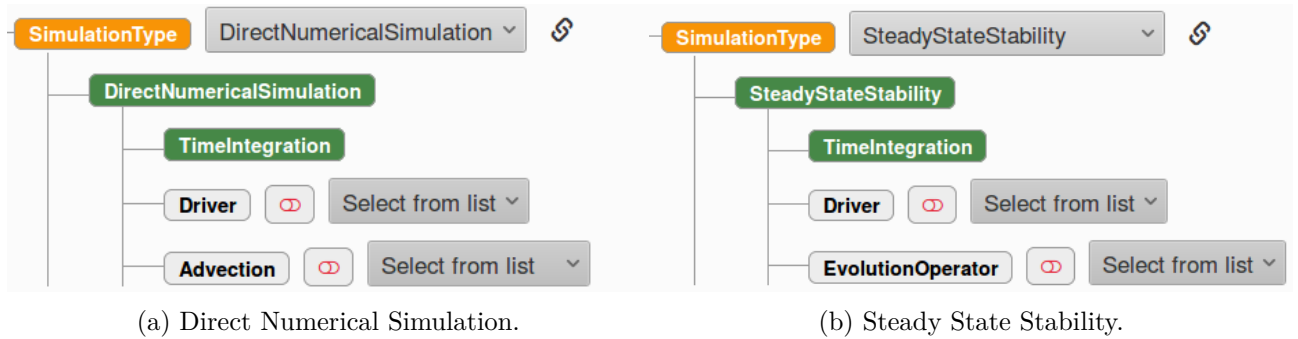 SimulationType DirectNumericalSimulation
DirectNumericalSimulation
TimeIntegration
Driver Select from list
Advection Select from list
(a) Direct Numerical Simulation.
SimulationType SteadyStateStability
SteadyStateStability
TimeIntegration
Driver Select from list
EvolutionOperator Select from list
(b) Steady State Stability.